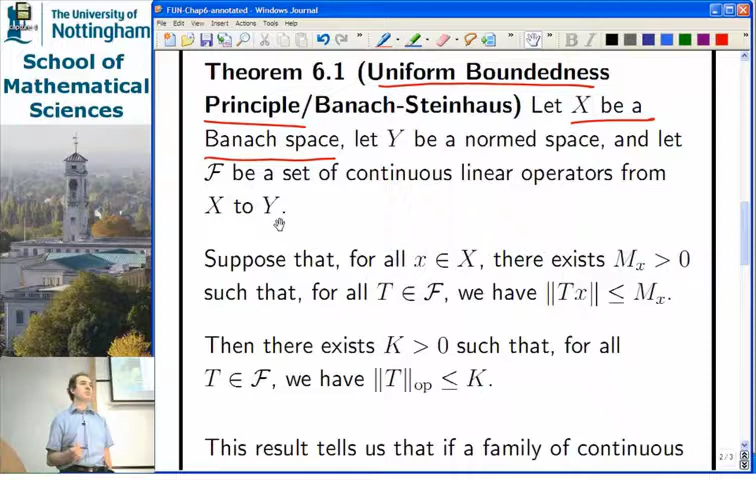 The University of
Nottingham
School of
Mathematical
Sciences
FUN-Chap6-annotated - Windows Journal
File Edit View Insert Actions Tools Help
Theorem 6.1 (Uniform Boundedness
Principle/Banach-Steinhaus) Let X be a
Banach space, let Y be a normed space, and let
ℱ be a set of continuous linear operators from
X to Y.
Suppose that, for all x ∈ X, there exists Mₓ > 0
such that, for all T ∈ ℱ, we have ‖Tx‖ ≤ Mₓ.
Then there exists K > 0 such that, for all
T ∈ ℱ, we have ‖T‖op ≤ K.
This result tells us that if a family of continuous
2 / 3